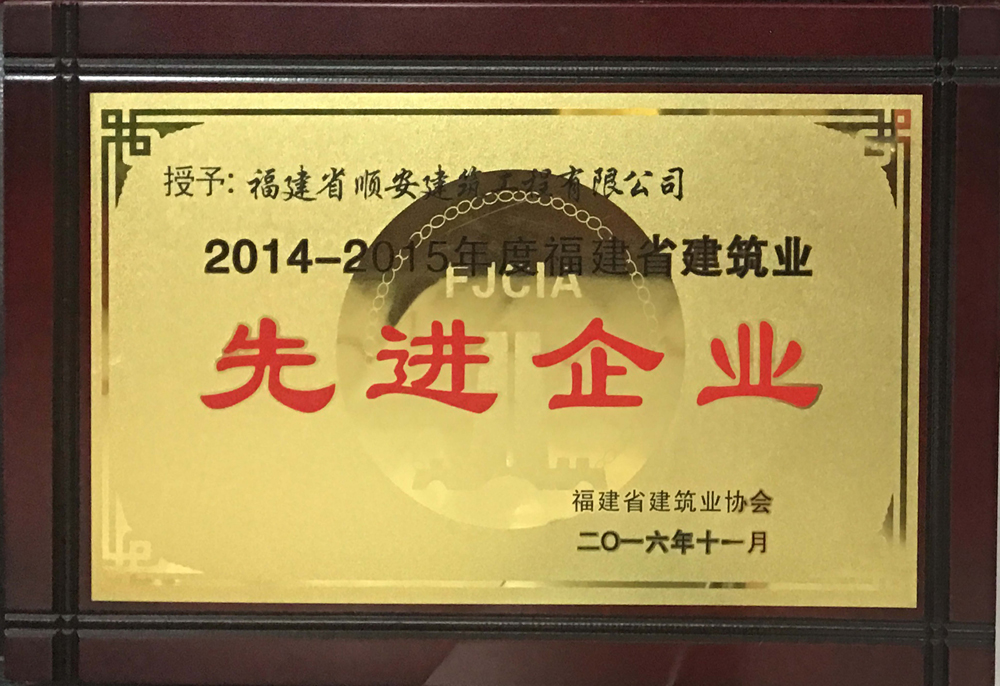 授予：福建省顺安建筑工程有限公司
2014-2015年度福建省建筑业
FJCIA
先进企业
福建省建筑业协会
二〇一六年十一月